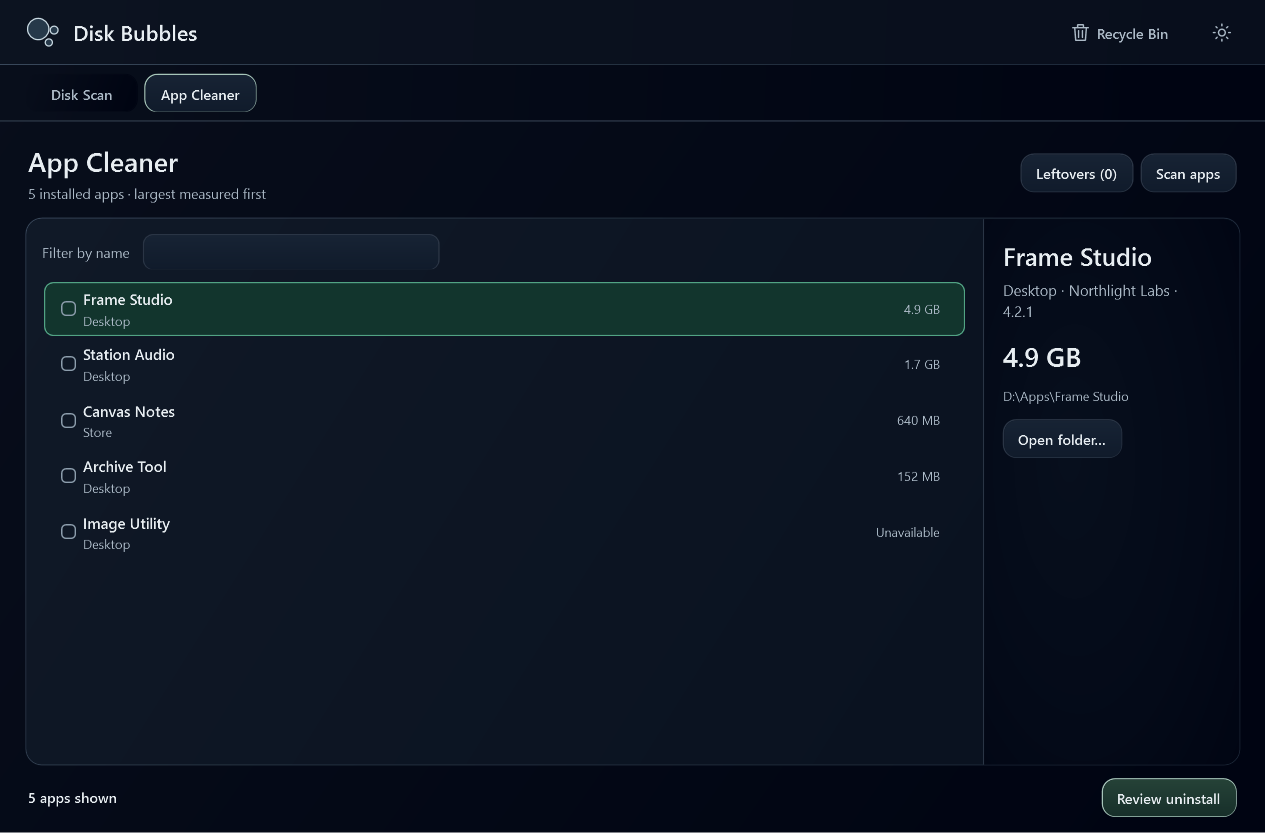 Disk Bubbles
Recycle Bin
Disk Scan
App Cleaner
App Cleaner
5 installed apps · largest measured first
Leftovers (0)
Scan apps
Filter by name
Frame Studio
Desktop
4.9 GB
Station Audio
Desktop
1.7 GB
Canvas Notes
Store
640 MB
Archive Tool
Desktop
152 MB
Image Utility
Desktop
Unavailable
Frame Studio
Desktop · Northlight Labs ·
4.2.1
4.9 GB
D:\Apps\Frame Studio
Open folder...
5 apps shown
Review uninstall